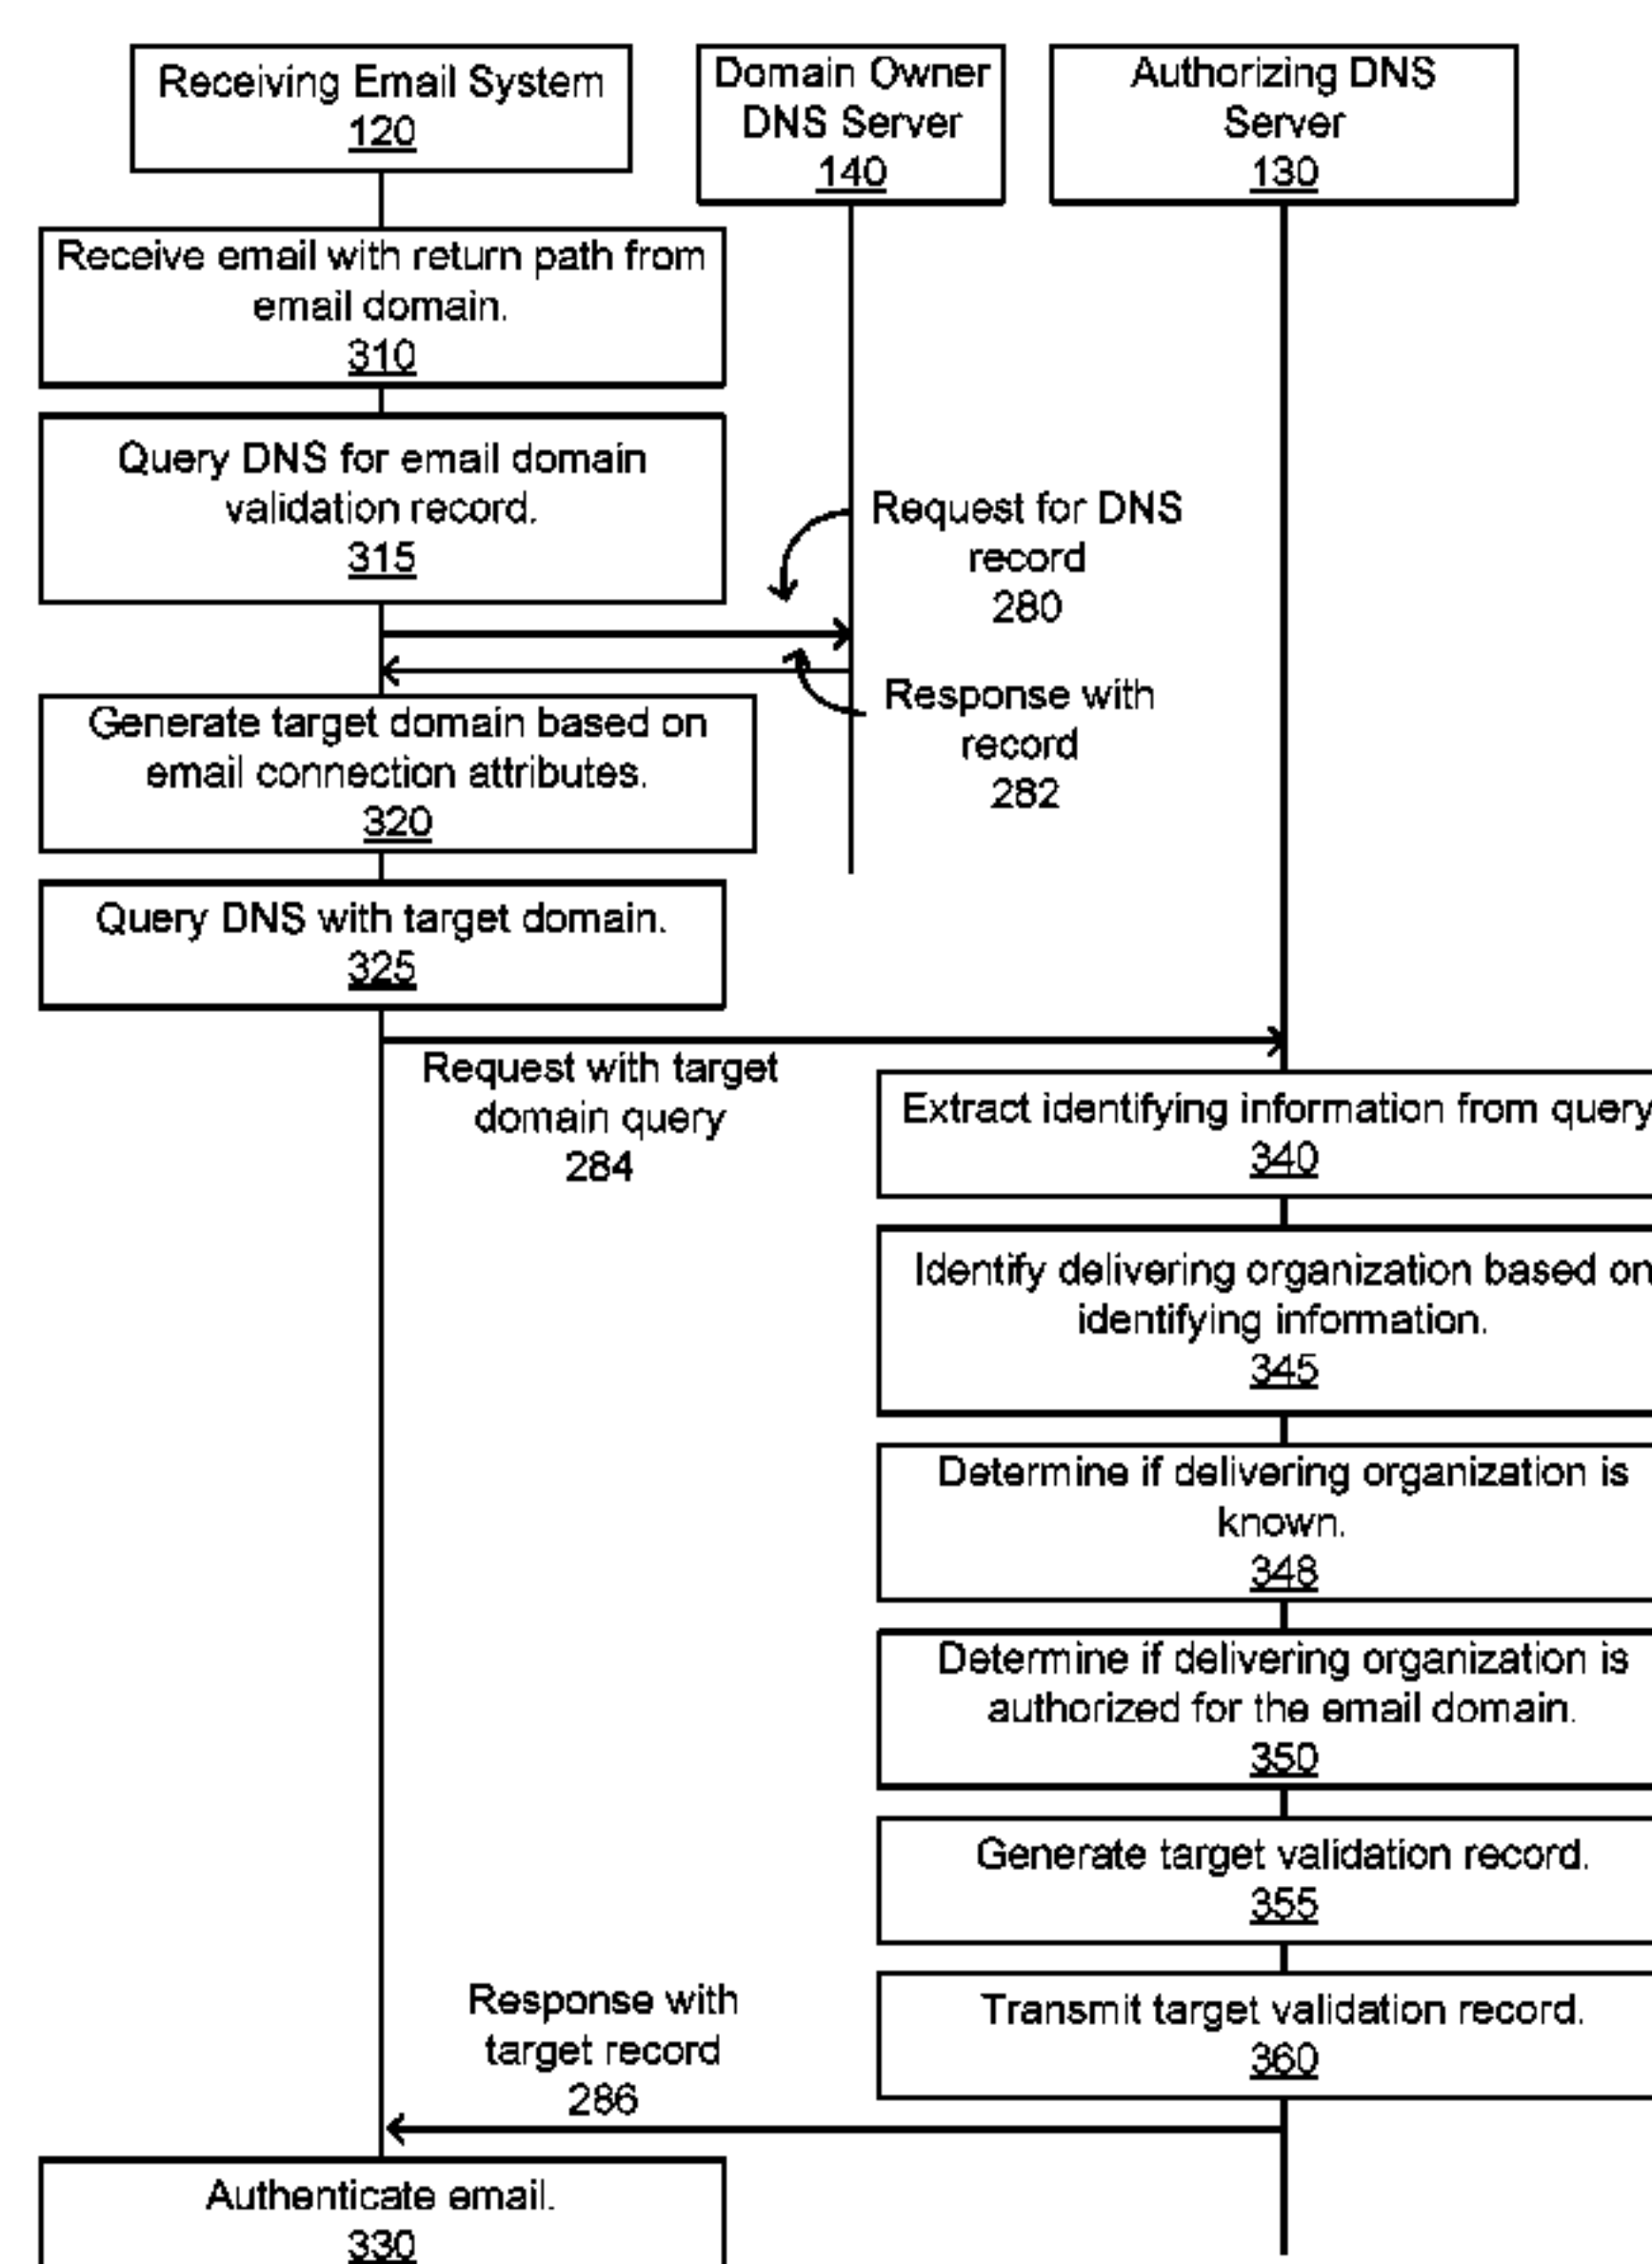 Receiving Email System
120
Domain Owner
DNS Server
140
Authorizing DNS
Server
130
Receive email with return path from
email domain.
310
Query DNS for email domain
validation record.
315
Request for DNS
record
280
Response with
record
282
Generate target domain based on
email connection attributes.
320
Query DNS with target domain.
325
Request with target
domain query
284
Extract identifying information from query
340
Identify delivering organization based on
identifying information.
345
Determine if delivering organization is
known.
348
Determine if delivering organization is
authorized for the email domain.
350
Generate target validation record.
355
Transmit target validation record.
360
Response with
target record
286
Authenticate email.
330